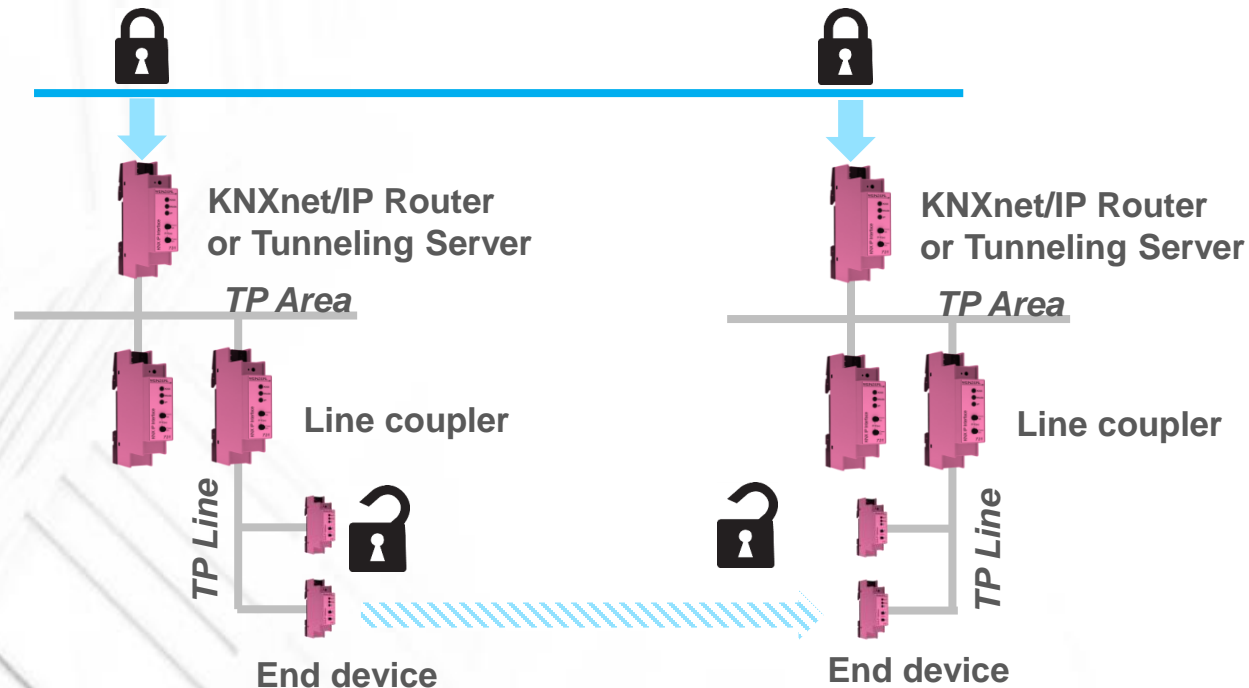 KNXnet/IP Router
or Tunneling Server
KNXnet/IP Router
or Tunneling Server
TP Area
TP Area
Line coupler
Line coupler
TP Line
TP Line
End device
End device